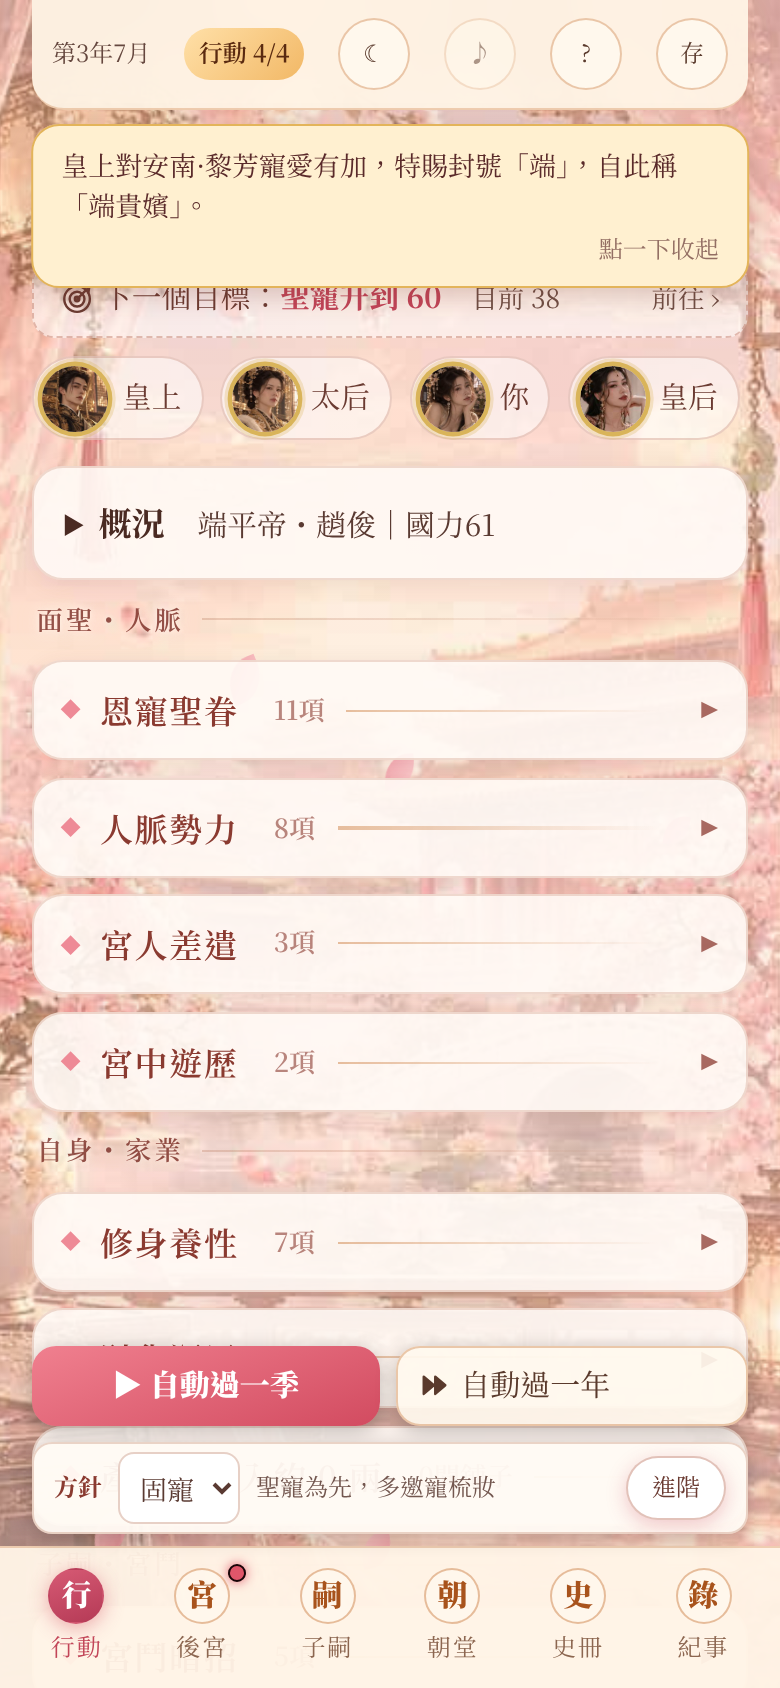 第3年7月 行動 4/4 ☾ ♪ ? 存
皇上對安南·黎芳寵愛有加，特賜封號「端」，自此稱
「端貴嬪」。
點一下收起
下一個目標：聖寵升到 60 目前 38 前往 ›
皇上 太后 你 皇后
▶ 概況 端平帝・趙俊｜國力61
面聖・人脈
◆ 恩寵聖眷 11項 ▶
◆ 人脈勢力 8項 ▶
◆ 宮人差遣 3項 ▶
◆ 宮中遊歷 2項 ▶
自身・家業
◆ 修身養性 7項 ▶
▶ 自動過一季 自動過一年
方針 固寵 聖寵為先，多邀寵梳妝 進階
行 宮 嗣 朝 史 錄
行動 後宮 子嗣 朝堂 史冊 紀事